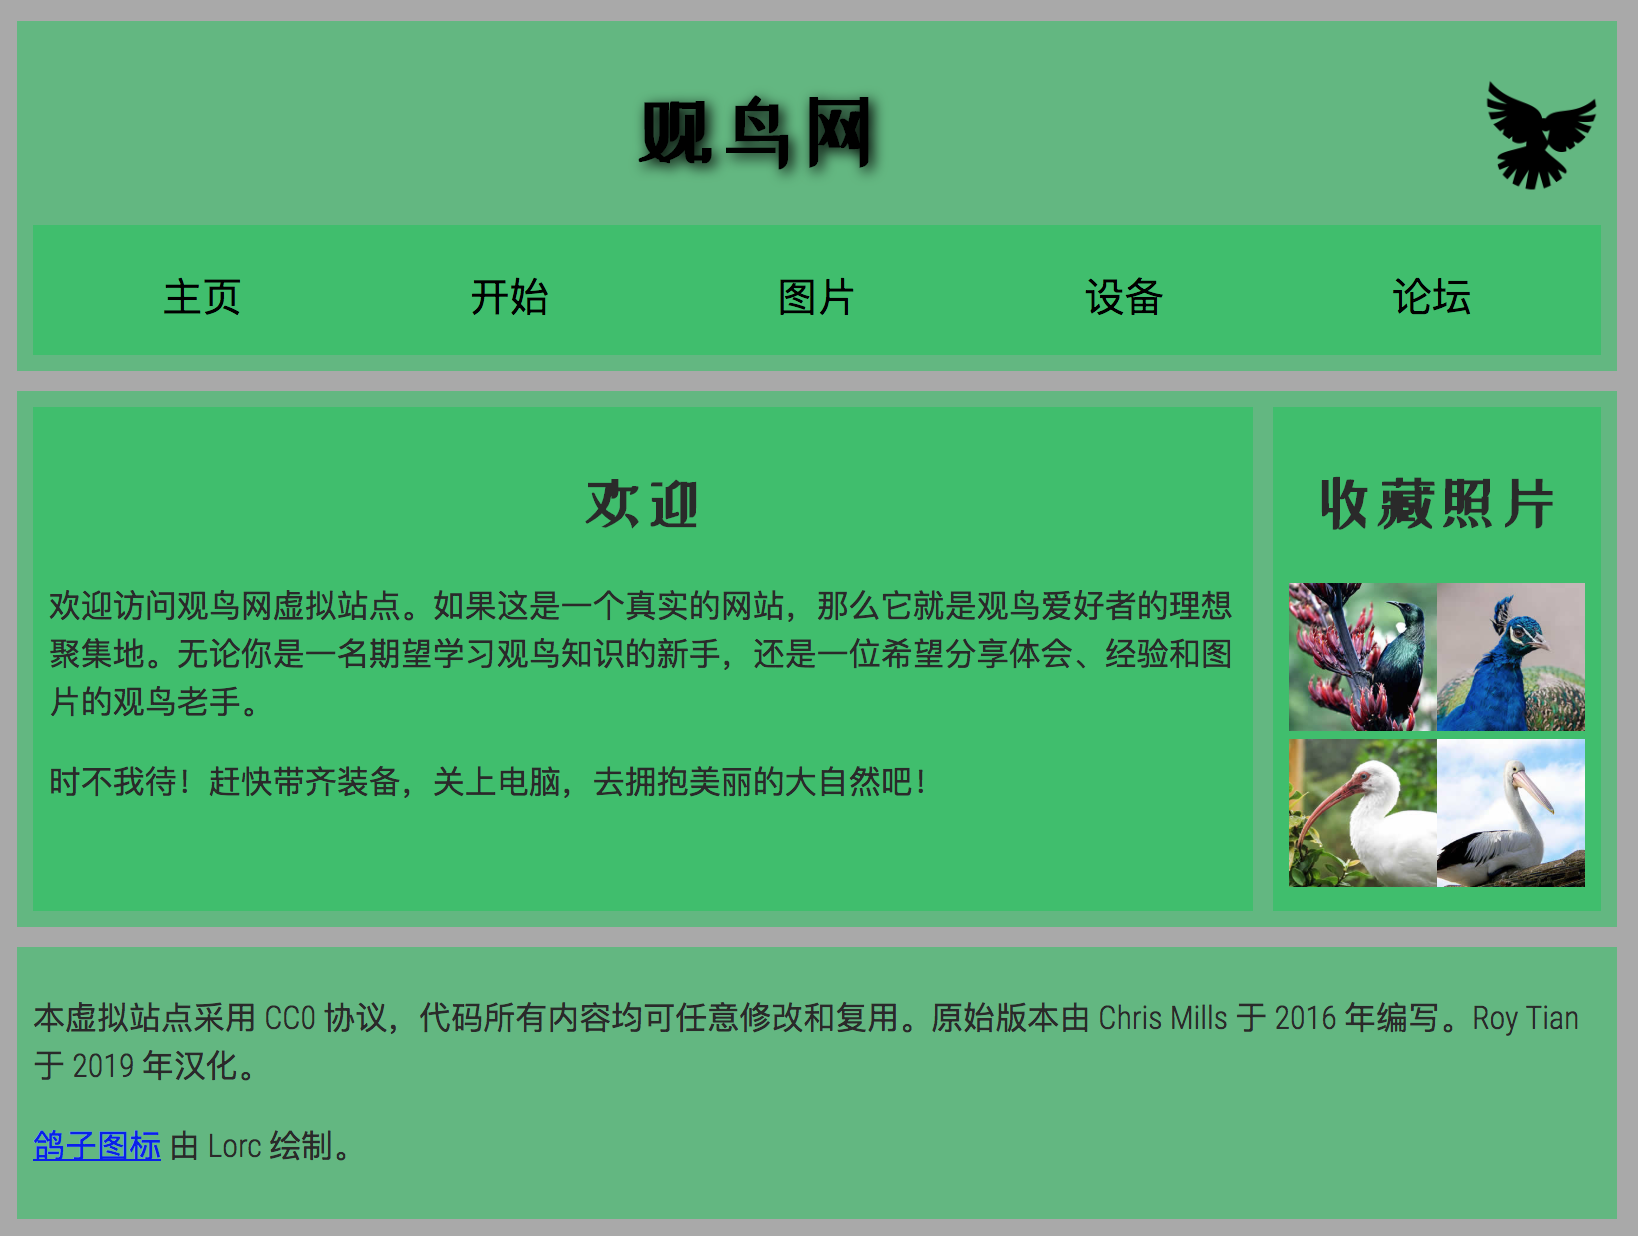 观鸟网
主页 开始 图片 设备 论坛
欢迎
欢迎访问观鸟网虚拟站点。如果这是一个真实的网站，那么它就是观鸟爱好者的理想
聚集地。无论你是一名期望学习观鸟知识的新手，还是一位希望分享体会、经验和图
片的观鸟老手。
时不我待！赶快带齐装备，关上电脑，去拥抱美丽的大自然吧！
收藏照片
本虚拟站点采用 CC0 协议，代码所有内容均可任意修改和复用。原始版本由 Chris Mills 于 2016 年编写。Roy Tian
于 2019 年汉化。
鸽子图标 由 Lorc 绘制。